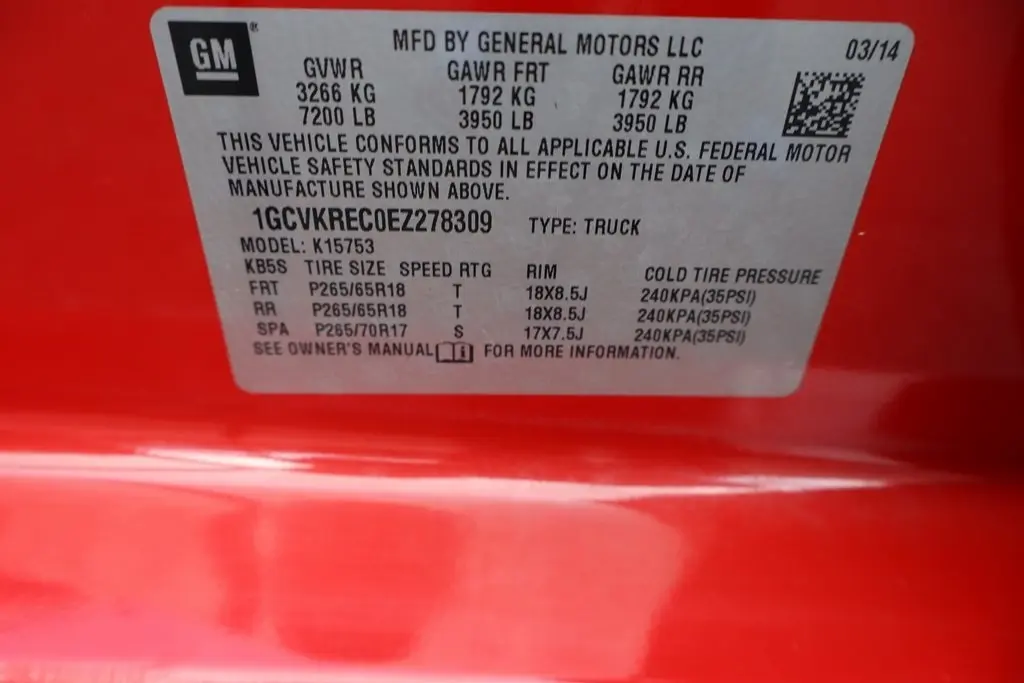 GM ®
MFD BY GENERAL MOTORS LLC 03/14
GVWR GAWR FRT GAWR RR
3266 KG 1792 KG 1792 KG
7200 LB 3950 LB 3950 LB
THIS VEHICLE CONFORMS TO ALL APPLICABLE U.S. FEDERAL MOTOR
VEHICLE SAFETY STANDARDS IN EFFECT ON THE DATE OF
MANUFACTURE SHOWN ABOVE.
1GCVKREC0EZ278309 TYPE: TRUCK
MODEL: K15753
KB5S TIRE SIZE SPEED RTG RIM COLD TIRE PRESSURE
FRT P265/65R18 T 18X8.5J 240KPA(35PSI)
RR P265/65R18 T 18X8.5J 240KPA(35PSI)
SPA P265/70R17 S 17X7.5J 240KPA(35PSI)
SEE OWNER'S MANUAL FOR MORE INFORMATION.